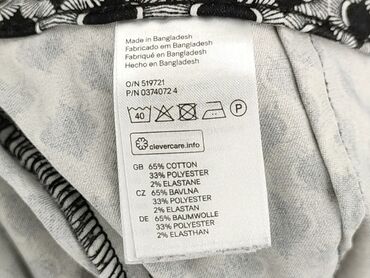 Made in Bangladesh
Fabricado em Bangladesh
Fabriqué en Bangladesh
Hecho en Bangladesh
O/N 519721
P/N 0374072 4
40 P
clevercare.info
GB 65% COTTON
33% POLYESTER
2% ELASTANE
CZ 65% BAVLNA
33% POLYESTER
2% ELASTAN
DE 65% BAUMWOLLE
33% POLYESTER
2% ELASTHAN